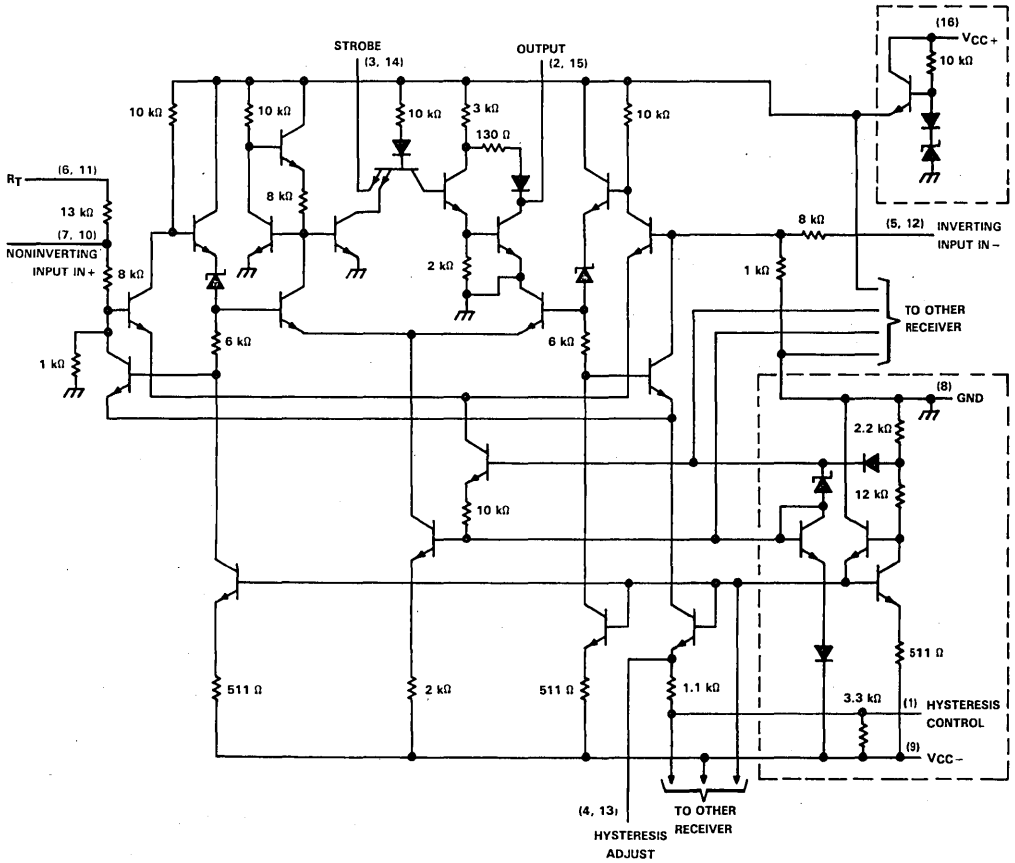 (16)
VCC+
10 kΩ
STROBE
(3, 14)
OUTPUT
(2, 15)
10 kΩ
10 kΩ
10 kΩ
3 kΩ
130 Ω
10 kΩ
RT
(6, 11)
13 kΩ
(7, 10)
NONINVERTING
INPUT IN+
8 kΩ
8 kΩ
2 kΩ
8 kΩ
(5, 12)
INVERTING
INPUT IN−
1 kΩ
TO OTHER
RECEIVER
1 kΩ
6 kΩ
6 kΩ
(8)
GND
2.2 kΩ
12 kΩ
10 kΩ
511 Ω
2 kΩ
511 Ω
1.1 kΩ
511 Ω
3.3 kΩ
(1)
HYSTERESIS
CONTROL
(9)
VCC−
(4, 13)
HYSTERESIS
ADJUST
TO OTHER
RECEIVER